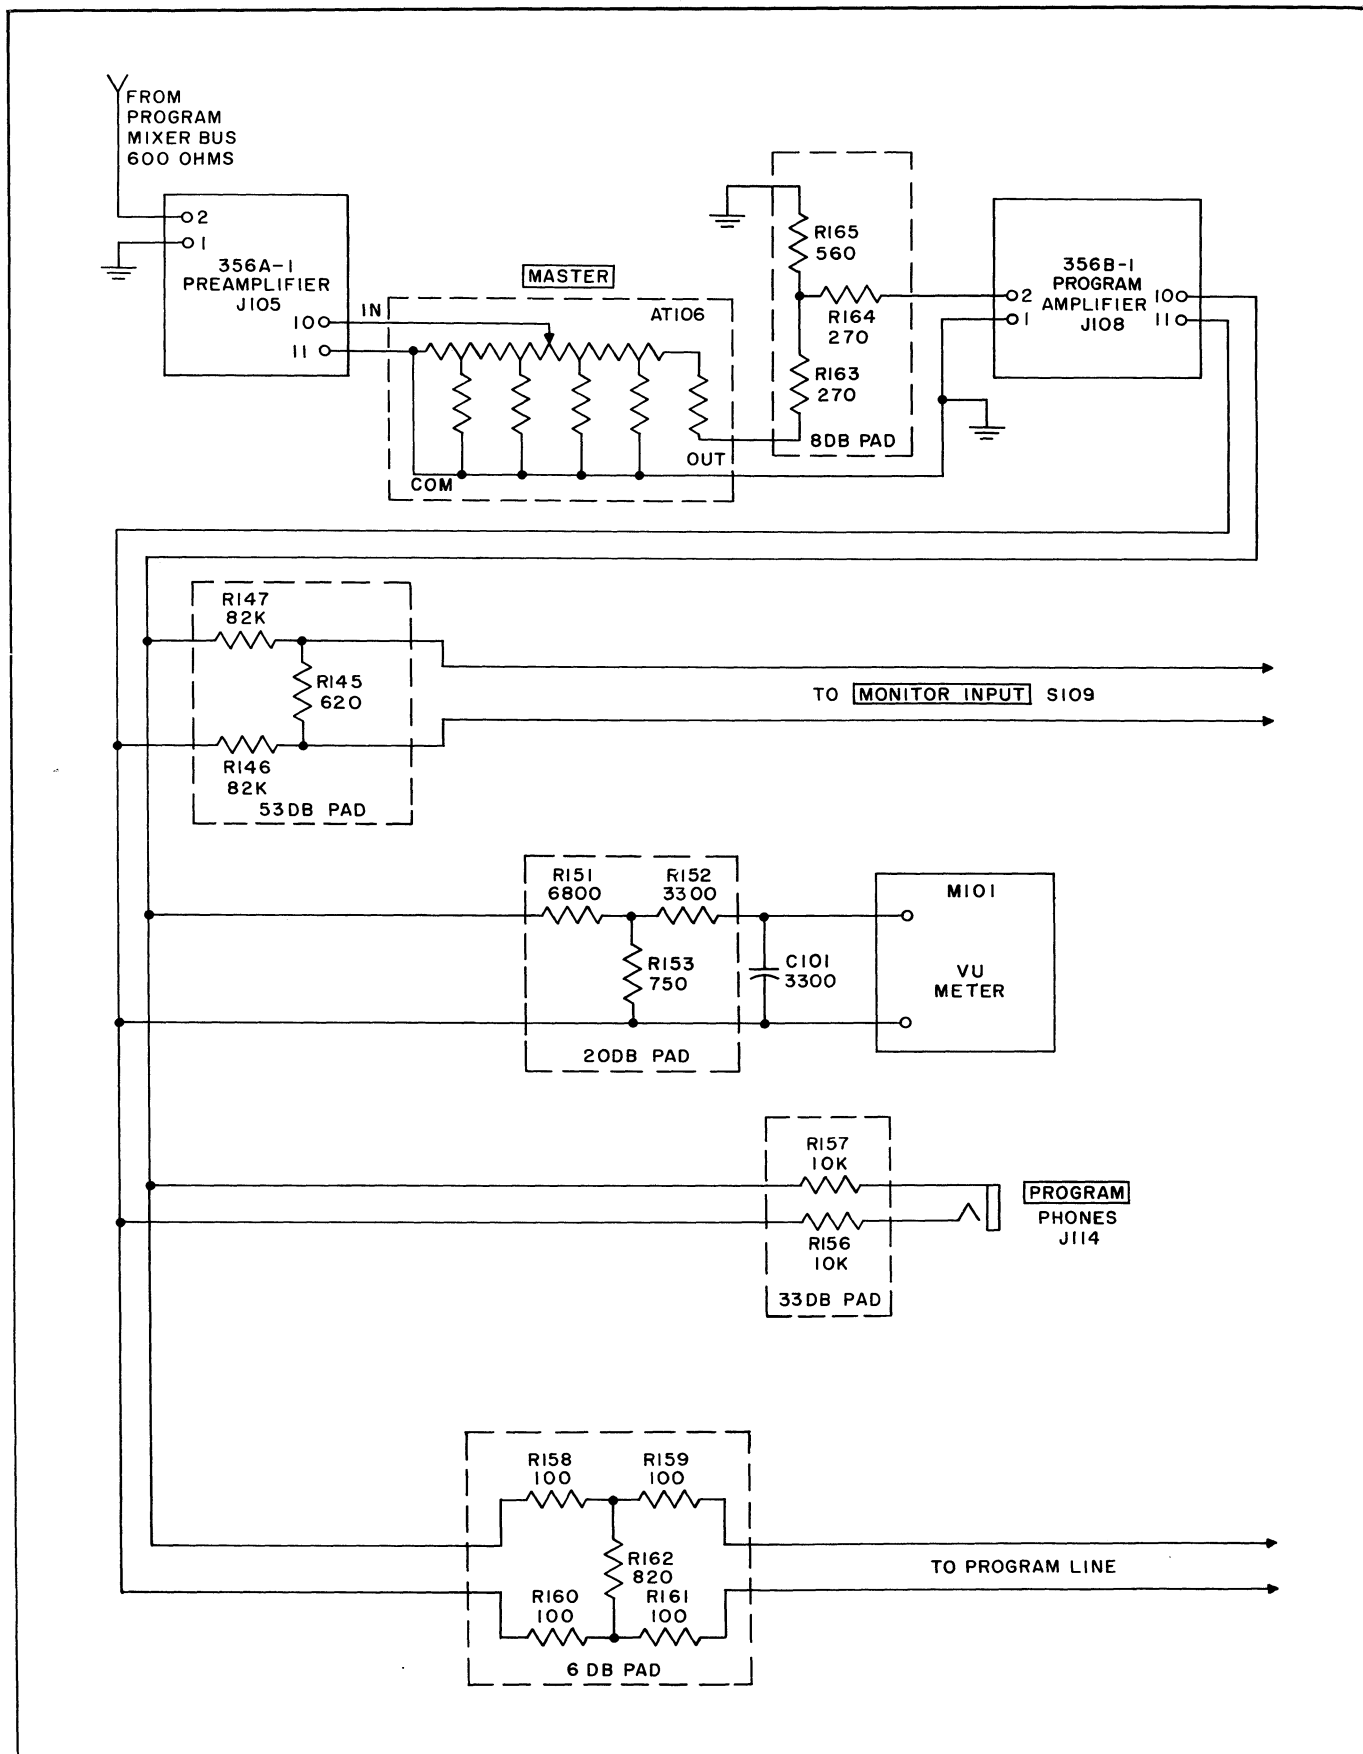 FROM
PROGRAM
MIXER BUS
600 OHMS
2
1
356A-1
PREAMPLIFIER
J105
10
11
IN
MASTER
AT106
OUT
COM
R165
560
R164
270
R163
270
8DB PAD
356B-1
PROGRAM
AMPLIFIER
J108
2
1
10
11
R147
82K
R145
620
R146
82K
53DB PAD
TO MONITOR INPUT S109
R151
6800
R152
3300
R153
750
20DB PAD
C101
3300
M101
VU
METER
R157
10K
R156
10K
33DB PAD
PROGRAM
PHONES
J114
R158
100
R159
100
R162
820
R160
100
R161
100
6 DB PAD
TO PROGRAM LINE